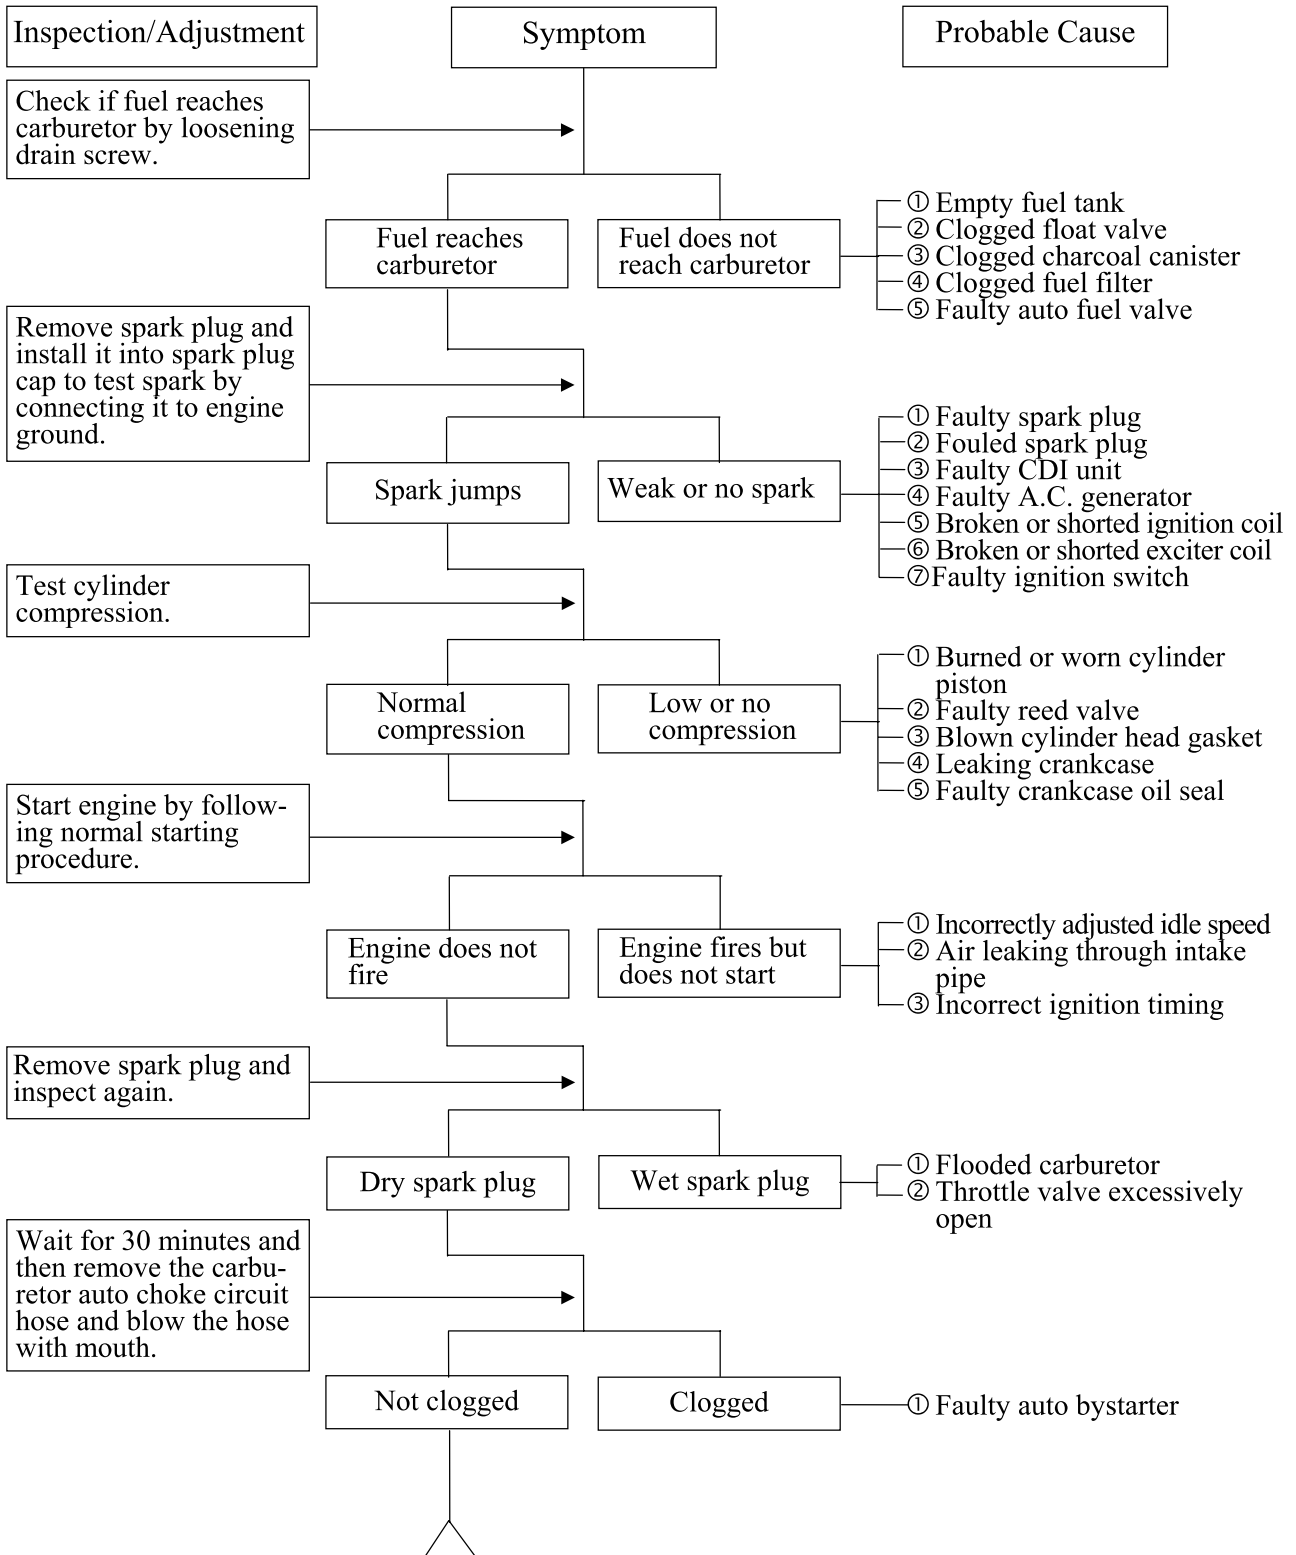 Inspection/Adjustment
Symptom
Probable Cause
Check if fuel reaches
carburetor by loosening
drain screw.
Fuel reaches
carburetor
Fuel does not
reach carburetor
① Empty fuel tank
② Clogged float valve
③ Clogged charcoal canister
④ Clogged fuel filter
⑤ Faulty auto fuel valve
Remove spark plug and
install it into spark plug
cap to test spark by
connecting it to engine
ground.
Spark jumps
Weak or no spark
① Faulty spark plug
② Fouled spark plug
③ Faulty CDI unit
④ Faulty A.C. generator
⑤ Broken or shorted ignition coil
⑥ Broken or shorted exciter coil
⑦Faulty ignition switch
Test cylinder
compression.
Normal
compression
Low or no
compression
① Burned or worn cylinder
piston
② Faulty reed valve
③ Blown cylinder head gasket
④ Leaking crankcase
⑤ Faulty crankcase oil seal
Start engine by follow-
ing normal starting
procedure.
Engine does not
fire
Engine fires but
does not start
① Incorrectly adjusted idle speed
② Air leaking through intake
pipe
③ Incorrect ignition timing
Remove spark plug and
inspect again.
Dry spark plug
Wet spark plug
① Flooded carburetor
② Throttle valve excessively
open
Wait for 30 minutes and
then remove the carbu-
retor auto choke circuit
hose and blow the hose
with mouth.
Not clogged
Clogged
① Faulty auto bystarter